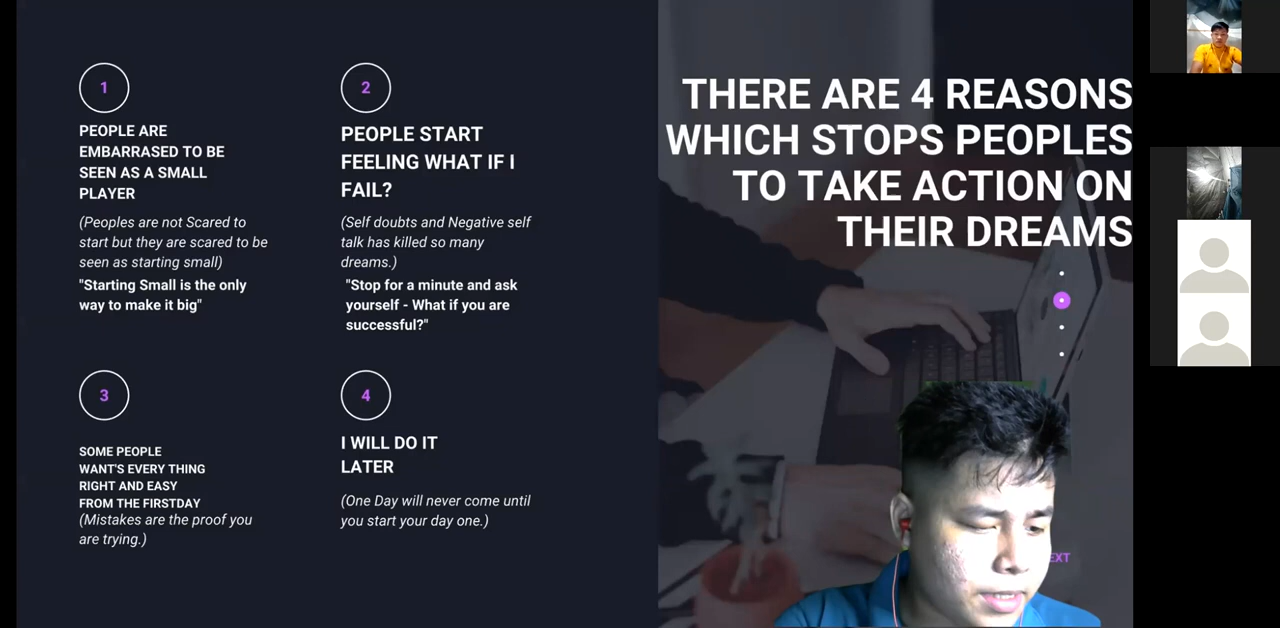 1
PEOPLE ARE
EMBARRASED TO BE
SEEN AS A SMALL
PLAYER
(Peoples are not Scared to
start but they are scared to be
seen as starting small)
"Starting Small is the only
way to make it big"
2
PEOPLE START
FEELING WHAT IF I
FAIL?
(Self doubts and Negative self
talk has killed so many
dreams.)
"Stop for a minute and ask
yourself - What if you are
successful?"
3
SOME PEOPLE
WANT'S EVERY THING
RIGHT AND EASY
FROM THE FIRSTDAY
(Mistakes are the proof you
are trying.)
4
I WILL DO IT
LATER
(One Day will never come until
you start your day one.)
THERE ARE 4 REASONS
WHICH STOPS PEOPLES
TO TAKE ACTION ON
THEIR DREAMS